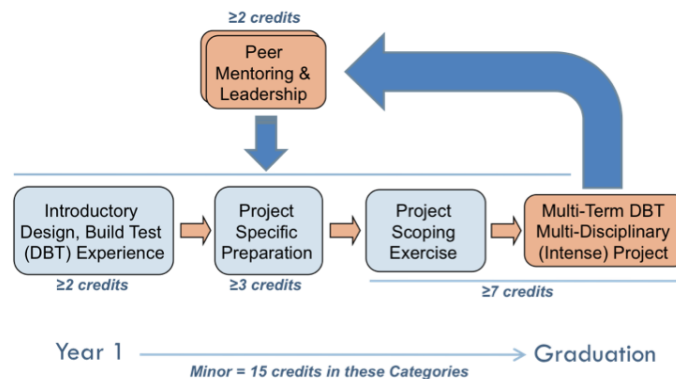 ≥2 credits
Peer
Mentoring &
Leadership
Introductory
Design, Build Test
(DBT) Experience
≥2 credits
Project
Specific
Preparation
≥3 credits
Project
Scoping
Exercise
Multi-Term DBT
Multi-Disciplinary
(Intense) Project
≥7 credits
Year 1
Graduation
Minor = 15 credits in these Categories